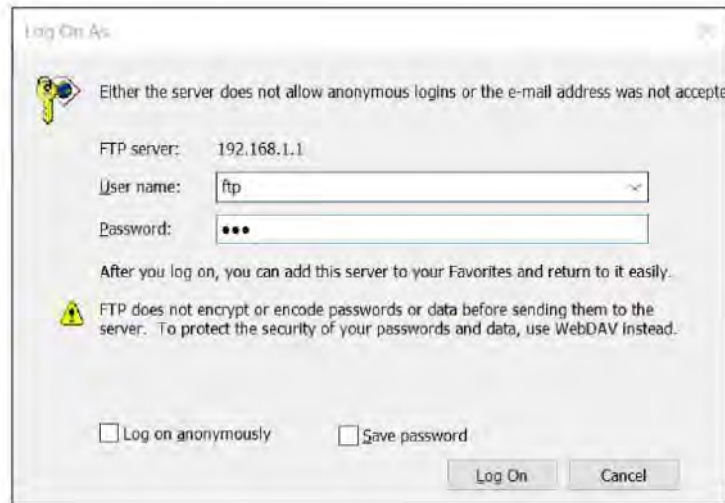 Log On As
Either the server does not allow anonymous logins or the e-mail address was not accepte
FTP server: 192.168.1.1
User name: ftp
Password: •••
After you log on, you can add this server to your Favorites and return to it easily.
FTP does not encrypt or encode passwords or data before sending them to the
server. To protect the security of your passwords and data, use WebDAV instead.
Log on anonymously Save password
Log On Cancel